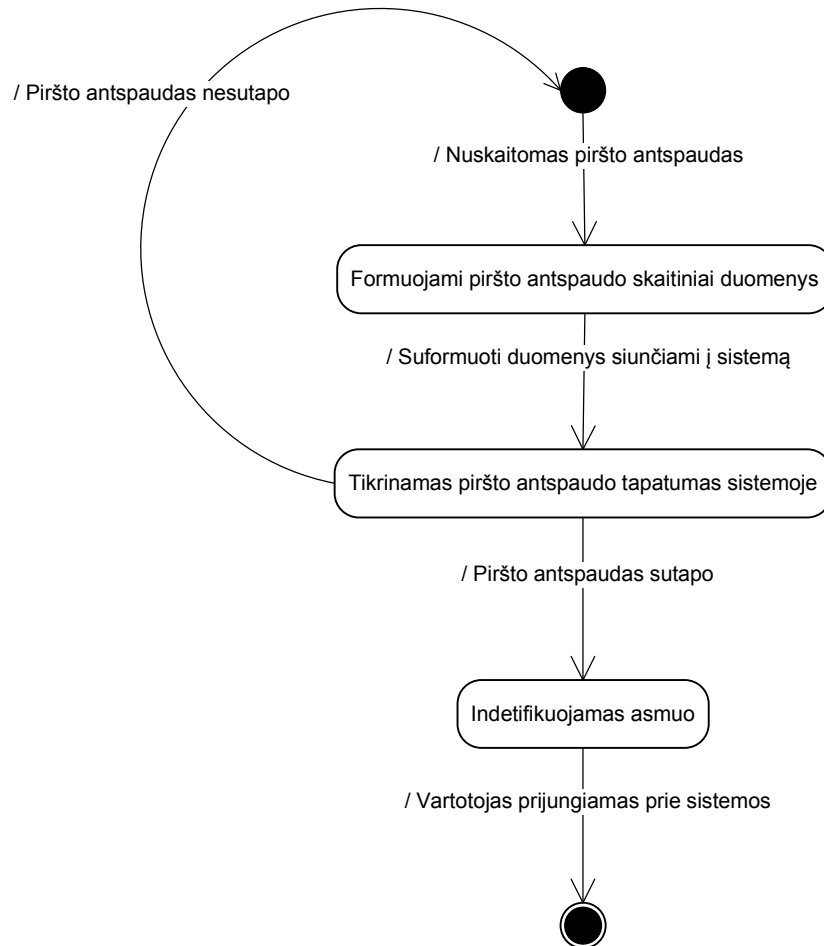 / Piršto antspaudas nesutapo
/ Nuskaitomas piršto antspaudas
Formuojami piršto antspaudo skaitiniai duomenys
/ Suformuoti duomenys siunčiami į sistemą
Tikrinamas piršto antspaudo tapatumas sistemoje
/ Piršto antspaudas sutapo
Indetifikuojamas asmuo
/ Vartotojas prijungiamas prie sistemos